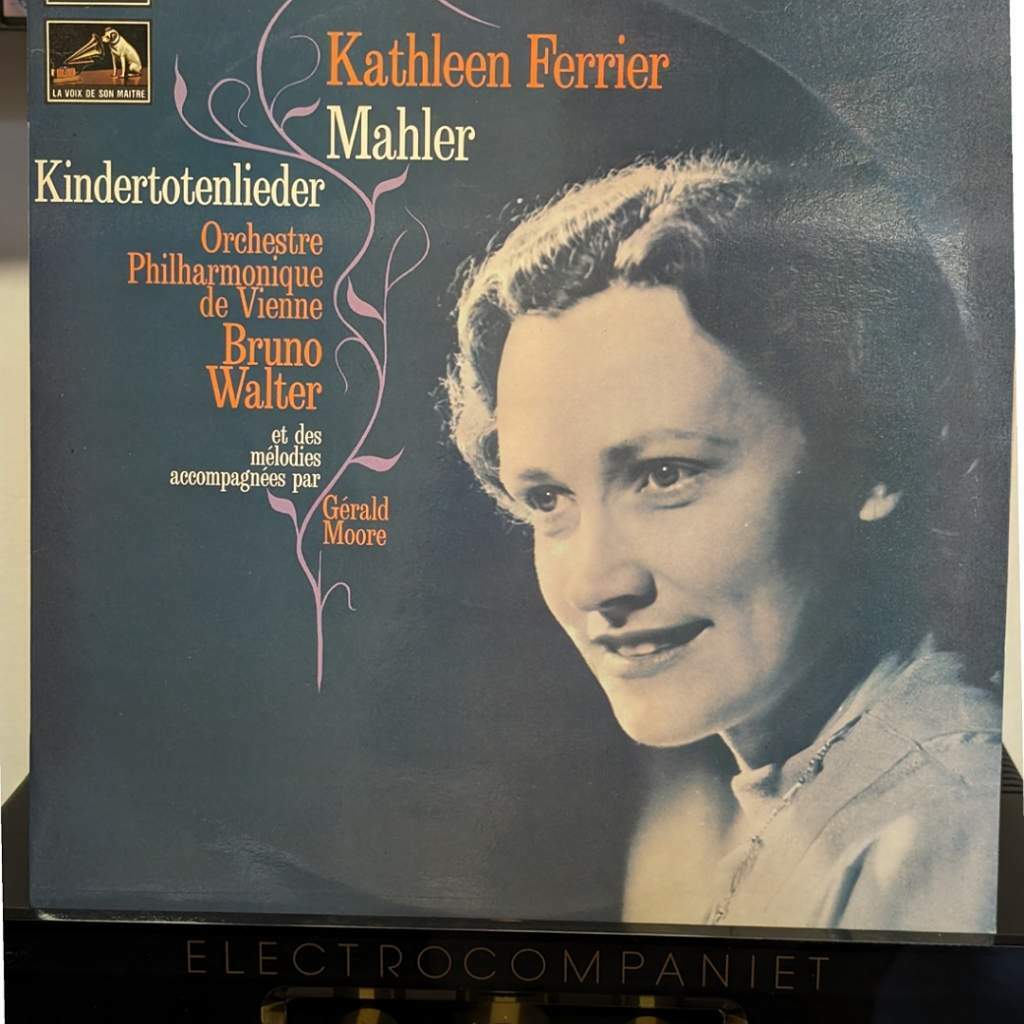 LA VOIX DE SON MAITRE
Kathleen Ferrier
Mahler
Kindertotenlieder
Orchestre
Philharmonique
de Vienne
Bruno
Walter
et des
mélodies
accompagnées par
Gérald
Moore
ELECTROCOMPANIET